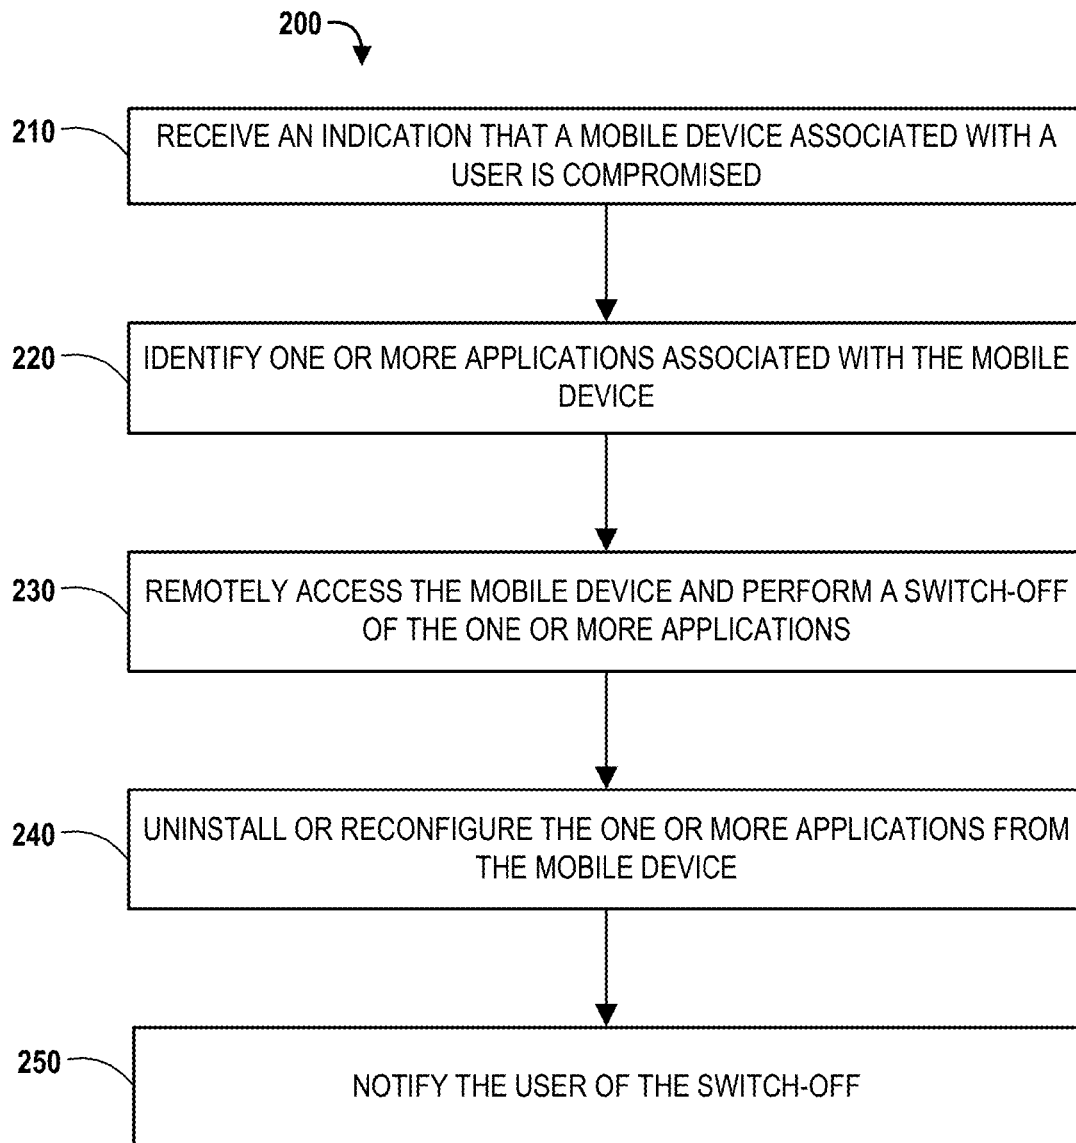 200
210
RECEIVE AN INDICATION THAT A MOBILE DEVICE ASSOCIATED WITH A
USER IS COMPROMISED
220
IDENTIFY ONE OR MORE APPLICATIONS ASSOCIATED WITH THE MOBILE
DEVICE
230
REMOTELY ACCESS THE MOBILE DEVICE AND PERFORM A SWITCH-OFF
OF THE ONE OR MORE APPLICATIONS
240
UNINSTALL OR RECONFIGURE THE ONE OR MORE APPLICATIONS FROM
THE MOBILE DEVICE
250
NOTIFY THE USER OF THE SWITCH-OFF